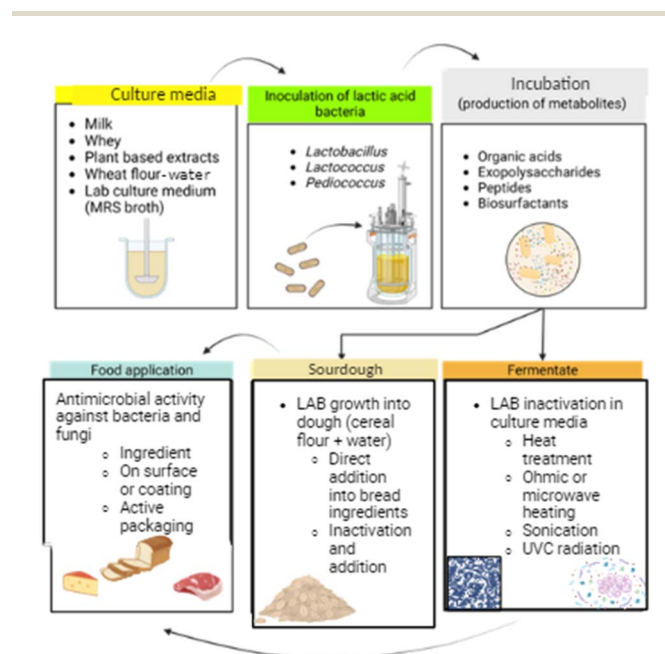 Culture media
• Milk
• Whey
• Plant based extracts
• Wheat flour-water
• Lab culture medium
(MRS broth)
Inoculation of lactic acid
bacteria
• Lactobacillus
• Lactococcus
• Pediococcus
Incubation
(production of metabolites)
• Organic acids
• Exopolysaccharides
• Peptides
• Biosurfactants
Food application
Antimicrobial activity
against bacteria and
fungi
○ Ingredient
○ On surface
or coating
○ Active
packaging
Sourdough
• LAB growth into
dough (cereal
flour + water)
○ Direct
addition
into bread
ingredients
○ Inactivation
and
addition
Fermentate
• LAB inactivation in
culture media
○ Heat
treatment
○ Ohmic or
microwave
heating
○ Sonication
○ UVC radiation